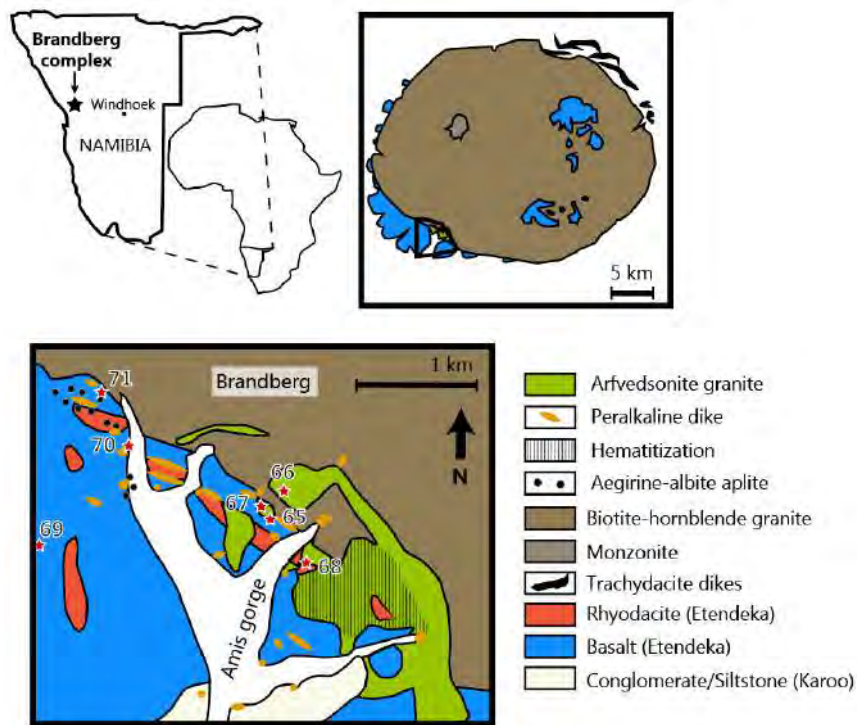 Brandberg
complex
Windhoek
NAMIBIA
5 km
1 km
Brandberg
71
70
N
66
67
65
69
68
Amis gorge
Arfvedsonite granite
Peralkaline dike
Hematitization
Aegirine-albite aplite
Biotite-hornblende granite
Monzonite
Trachydacite dikes
Rhyodacite (Etendeka)
Basalt (Etendeka)
Conglomerate/Siltstone (Karoo)